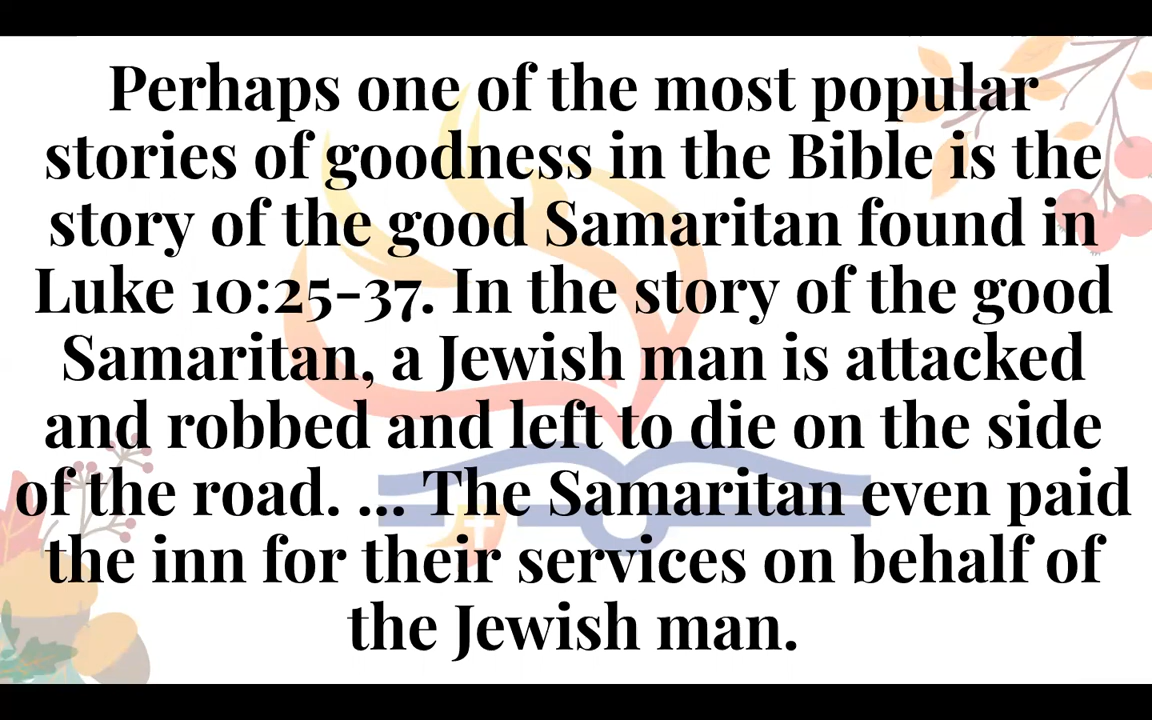 Perhaps one of the most popular
stories of goodness in the Bible is the
story of the good Samaritan found in
Luke 10:25-37. In the story of the good
Samaritan, a Jewish man is attacked
and robbed and left to die on the side
of the road. ... The Samaritan even paid
the inn for their services on behalf of
the Jewish man.